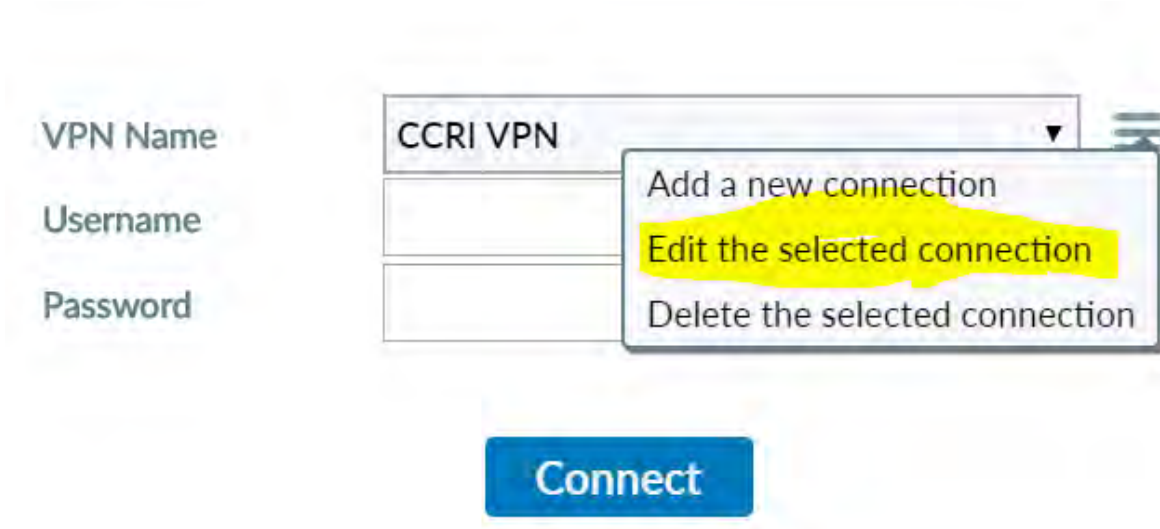 VPN Name
CCRI VPN
Add a new connection
Username
Edit the selected connection
Password
Delete the selected connection
Connect